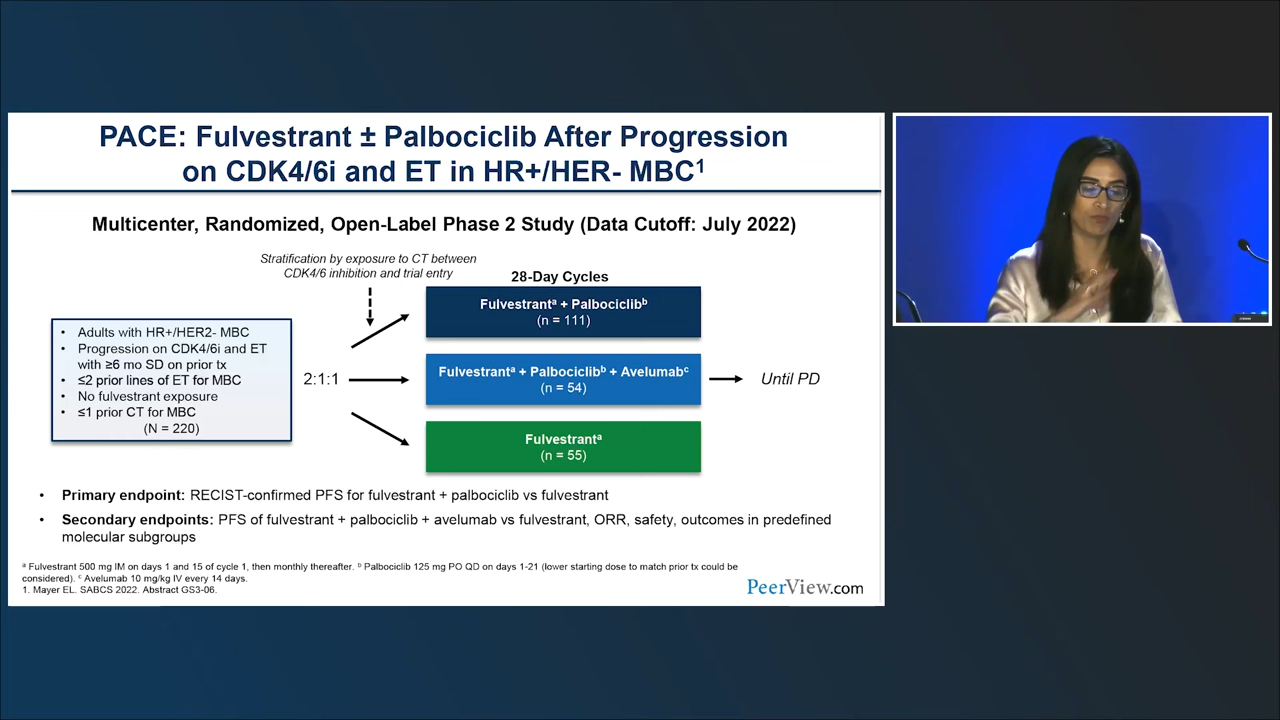 PACE: Fulvestrant ± Palbociclib After Progression
on CDK4/6i and ET in HR+/HER- MBC¹
Multicenter, Randomized, Open-Label Phase 2 Study (Data Cutoff: July 2022)
Stratification by exposure to CT between
CDK4/6 inhibition and trial entry
28-Day Cycles
• Adults with HR+/HER2- MBC
• Progression on CDK4/6i and ET
with ≥6 mo SD on prior tx
• ≤2 prior lines of ET for MBC
• No fulvestrant exposure
• ≤1 prior CT for MBC
(N = 220)
2:1:1
Fulvestrantᵃ + Palbociclibᵇ
(n = 111)
Fulvestrantᵃ + Palbociclibᵇ + Avelumabᶜ
(n = 54)
Fulvestrantᵃ
(n = 55)
Until PD
• Primary endpoint: RECIST-confirmed PFS for fulvestrant + palbociclib vs fulvestrant
• Secondary endpoints: PFS of fulvestrant + palbociclib + avelumab vs fulvestrant, ORR, safety, outcomes in predefined
molecular subgroups
ᵃ Fulvestrant 500 mg IM on days 1 and 15 of cycle 1, then monthly thereafter. ᵇ Palbociclib 125 mg PO QD on days 1-21 (lower starting dose to match prior tx could be
considered). ᶜ Avelumab 10 mg/kg IV every 14 days.
1. Mayer EL. SABCS 2022. Abstract GS3-06.
PeerView.com